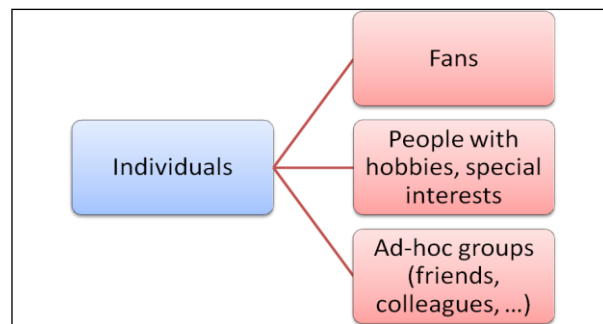 Individuals
Fans
People with
hobbies, special
interests
Ad-hoc groups
(friends,
colleagues, ...)